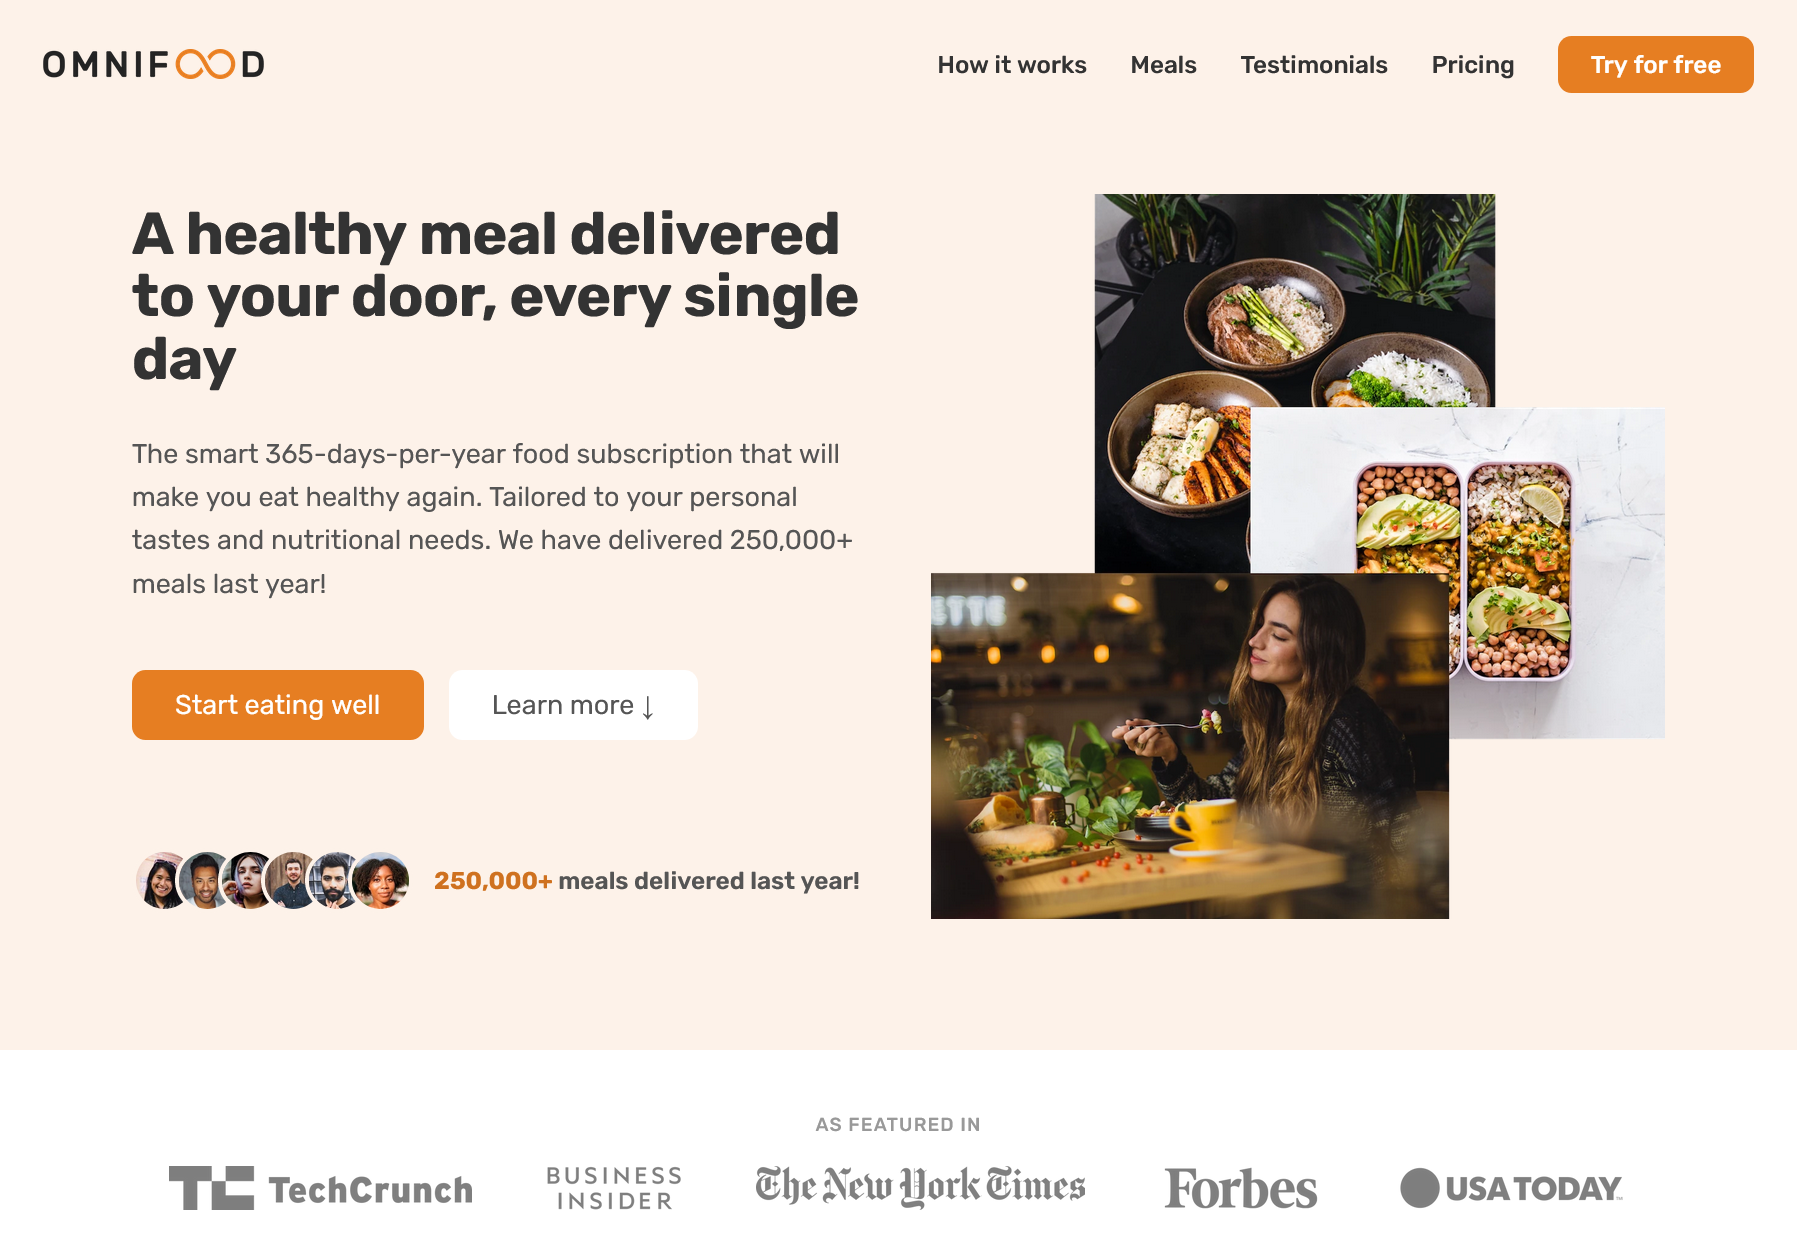 OMNIFOOD
How it works
Meals
Testimonials
Pricing
Try for free
A healthy meal delivered
to your door, every single
day
The smart 365-days-per-year food subscription that will
make you eat healthy again. Tailored to your personal
tastes and nutritional needs. We have delivered 250,000+
meals last year!
Start eating well
Learn more ↓
ETTE
250,000+ meals delivered last year!
AS FEATURED IN
TC TechCrunch
BUSINESS
INSIDER
The New York Times
Forbes
USA TODAY